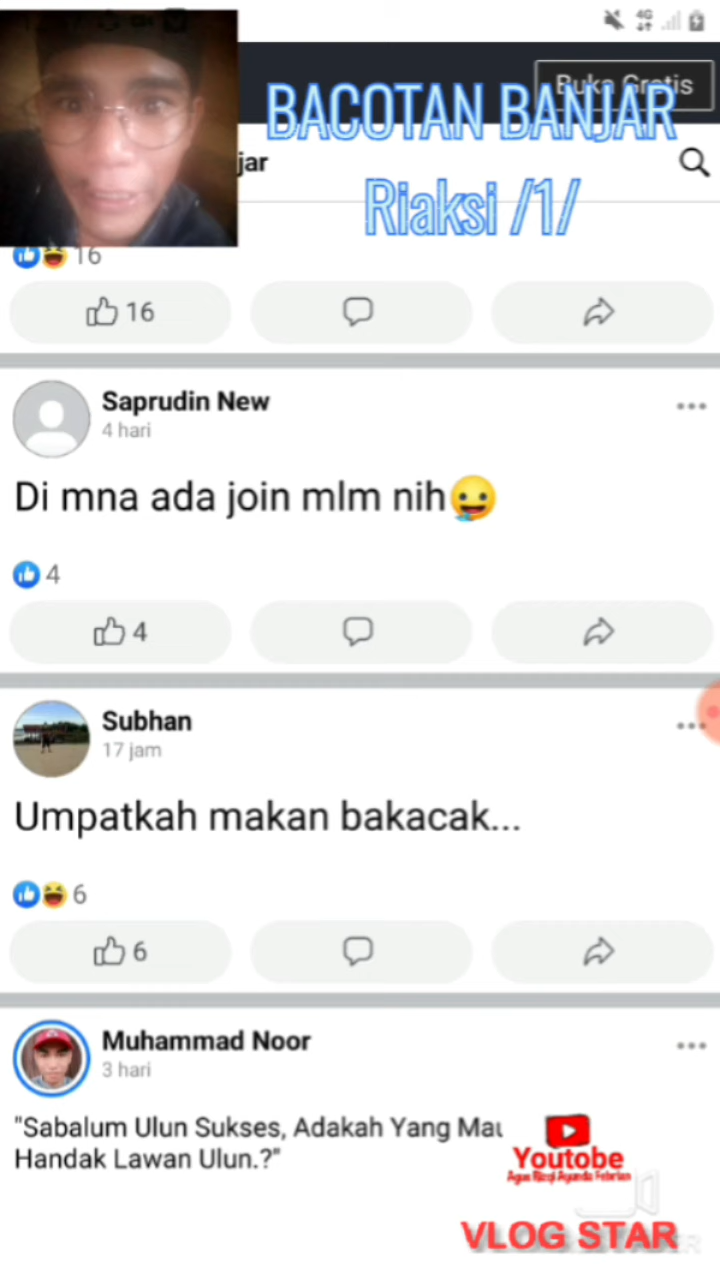 4G
Buka Gratis
BACOTAN BANJAR
jar
Riaksi /1/
16
16
Saprudin New
4 hari
Di mna ada join mlm nih
4
4
Subhan
17 jam
Umpatkah makan bakacak...
6
6
Muhammad Noor
3 hari
"Sabalum Ulun Sukses, Adakah Yang Mau
Handak Lawan Ulun.?"
Youtobe
VLOG STAR